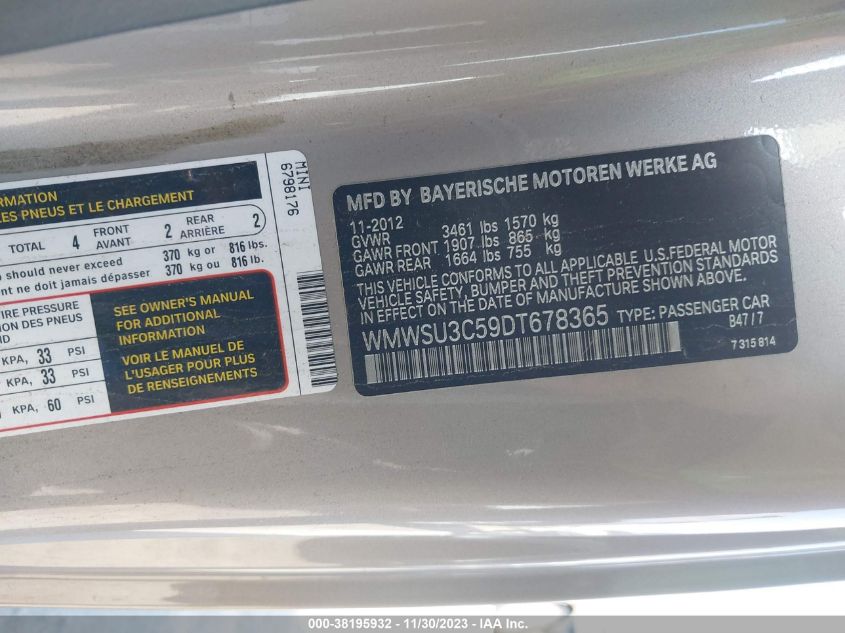 MINI
6798176
ORMATION
LES PNEUS ET LE CHARGEMENT
TOTAL 4 FRONT AVANT 2 REAR ARRIÈRE 2
should never exceed 370 kg or 816 lbs.
nt ne doit jamais dépasser 370 kg ou 816 lb.
IRE PRESSURE
ION DES PNEUS
ID
KPA, 33 PSI
KPA, 33 PSI
KPA, 60 PSI
SEE OWNER'S MANUAL
FOR ADDITIONAL
INFORMATION
VOIR LE MANUEL DE
L'USAGER POUR PLUS
DE RENSEIGNEMENTS
MFD BY BAYERISCHE MOTOREN WERKE AG
11-2012
GVWR 3461 lbs 1570 kg
GAWR FRONT 1907 lbs 865 kg
GAWR REAR 1664 lbs 755 kg
THIS VEHICLE CONFORMS TO ALL APPLICABLE U.S.FEDERAL MOTOR
VEHICLE SAFETY, BUMPER AND THEFT PREVENTION STANDARDS
IN EFFECT ON THE DATE OF MANUFACTURE SHOWN ABOVE.
WMWSU3C59DT678365 TYPE: PASSENGER CAR
B47/7
7 315 814
000-38195932 - 11/30/2023 - © IAA Inc.